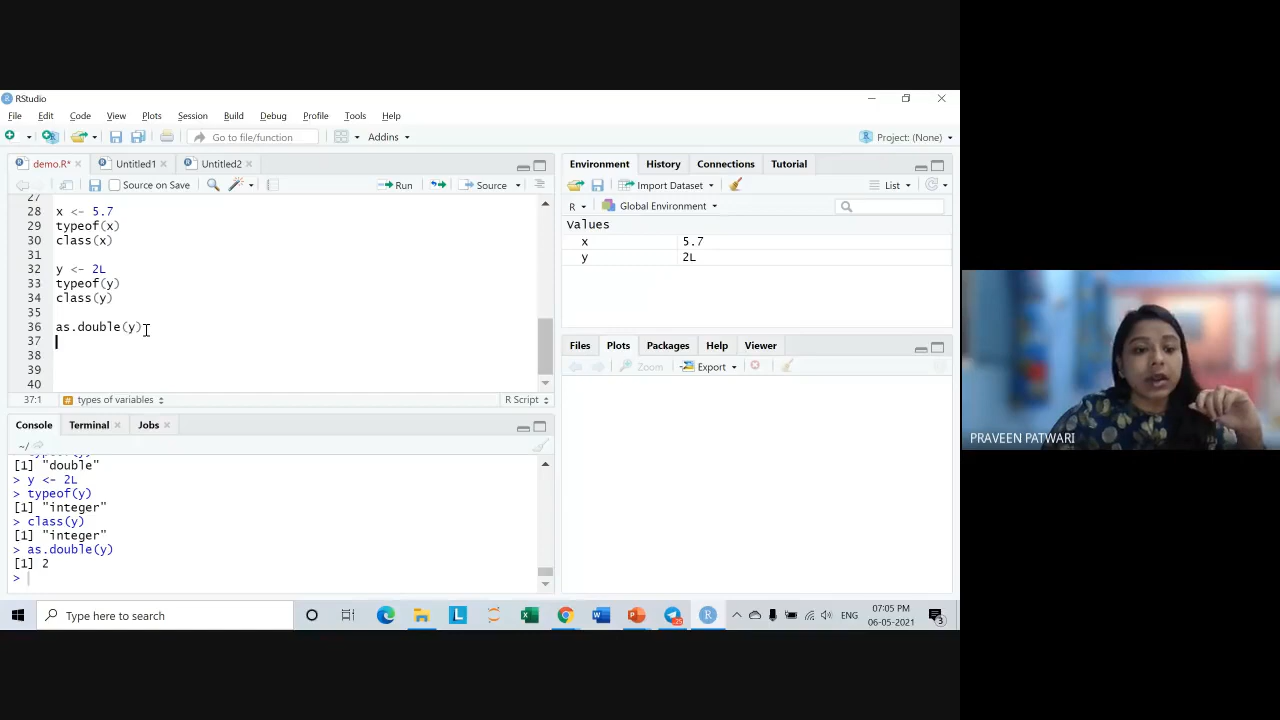 RStudio
File Edit Code View Plots Session Build Debug Profile Tools Help
Go to file/function Addins Project: (None)
demo.R* Untitled1 Untitled2
Source on Save Run Source
27
28 x <- 5.7
29 typeof(x)
30 class(x)
31
32 y <- 2L
33 typeof(y)
34 class(y)
35
36 as.double(y)
37
38
39
40
37:1 types of variables R Script
Console Terminal Jobs
~/
[1] "double"
> y <- 2L
> typeof(y)
[1] "integer"
> class(y)
[1] "integer"
> as.double(y)
[1] 2
>
Environment History Connections Tutorial
Import Dataset List
R Global Environment
Values
x 5.7
y 2L
Files Plots Packages Help Viewer
Zoom Export
PRAVEEN PATWARI
Type here to search
ENG
07:05 PM
06-05-2021
3